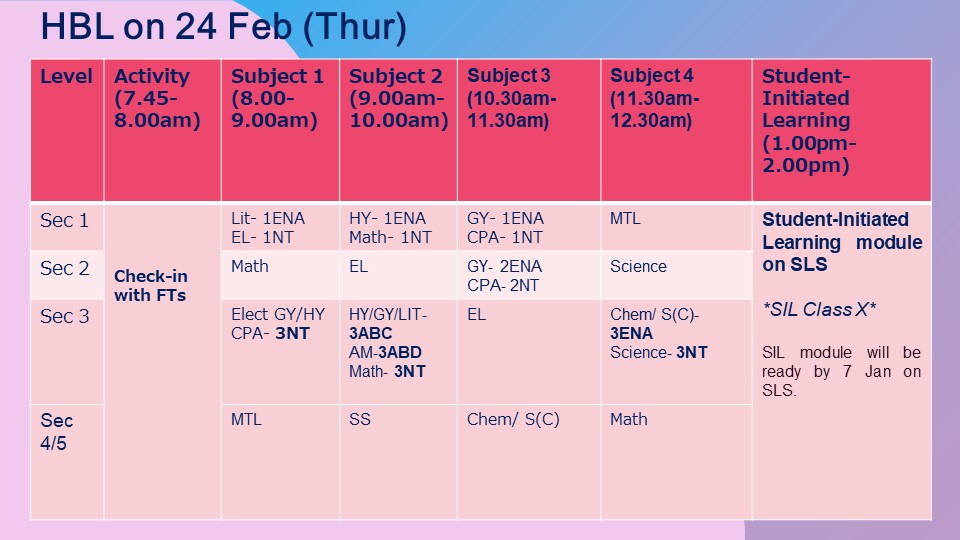 HBL on 24 Feb (Thur)
Level
Activity
(7.45-
8.00am)
Subject 1
(8.00-
9.00am)
Subject 2
(9.00am-
10.00am)
Subject 3
(10.30am-
11.30am)
Subject 4
(11.30am-
12.30am)
Student-
Initiated
Learning
(1.00pm-
2.00pm)
Sec 1
Check-in
with FTs
Lit- 1ENA
EL- 1NT
HY- 1ENA
Math- 1NT
GY- 1ENA
CPA- 1NT
MTL
Student-Initiated
Learning module
on SLS
*SIL Class X*
SIL module will be
ready by 7 Jan on
SLS.
Sec 2
Math
EL
GY- 2ENA
CPA- 2NT
Science
Sec 3
Elect GY/HY
CPA- 3NT
HY/GY/LIT-
3ABC
AM-3ABD
Math- 3NT
EL
Chem/ S(C)-
3ENA
Science- 3NT
Sec
4/5
MTL
SS
Chem/ S(C)
Math